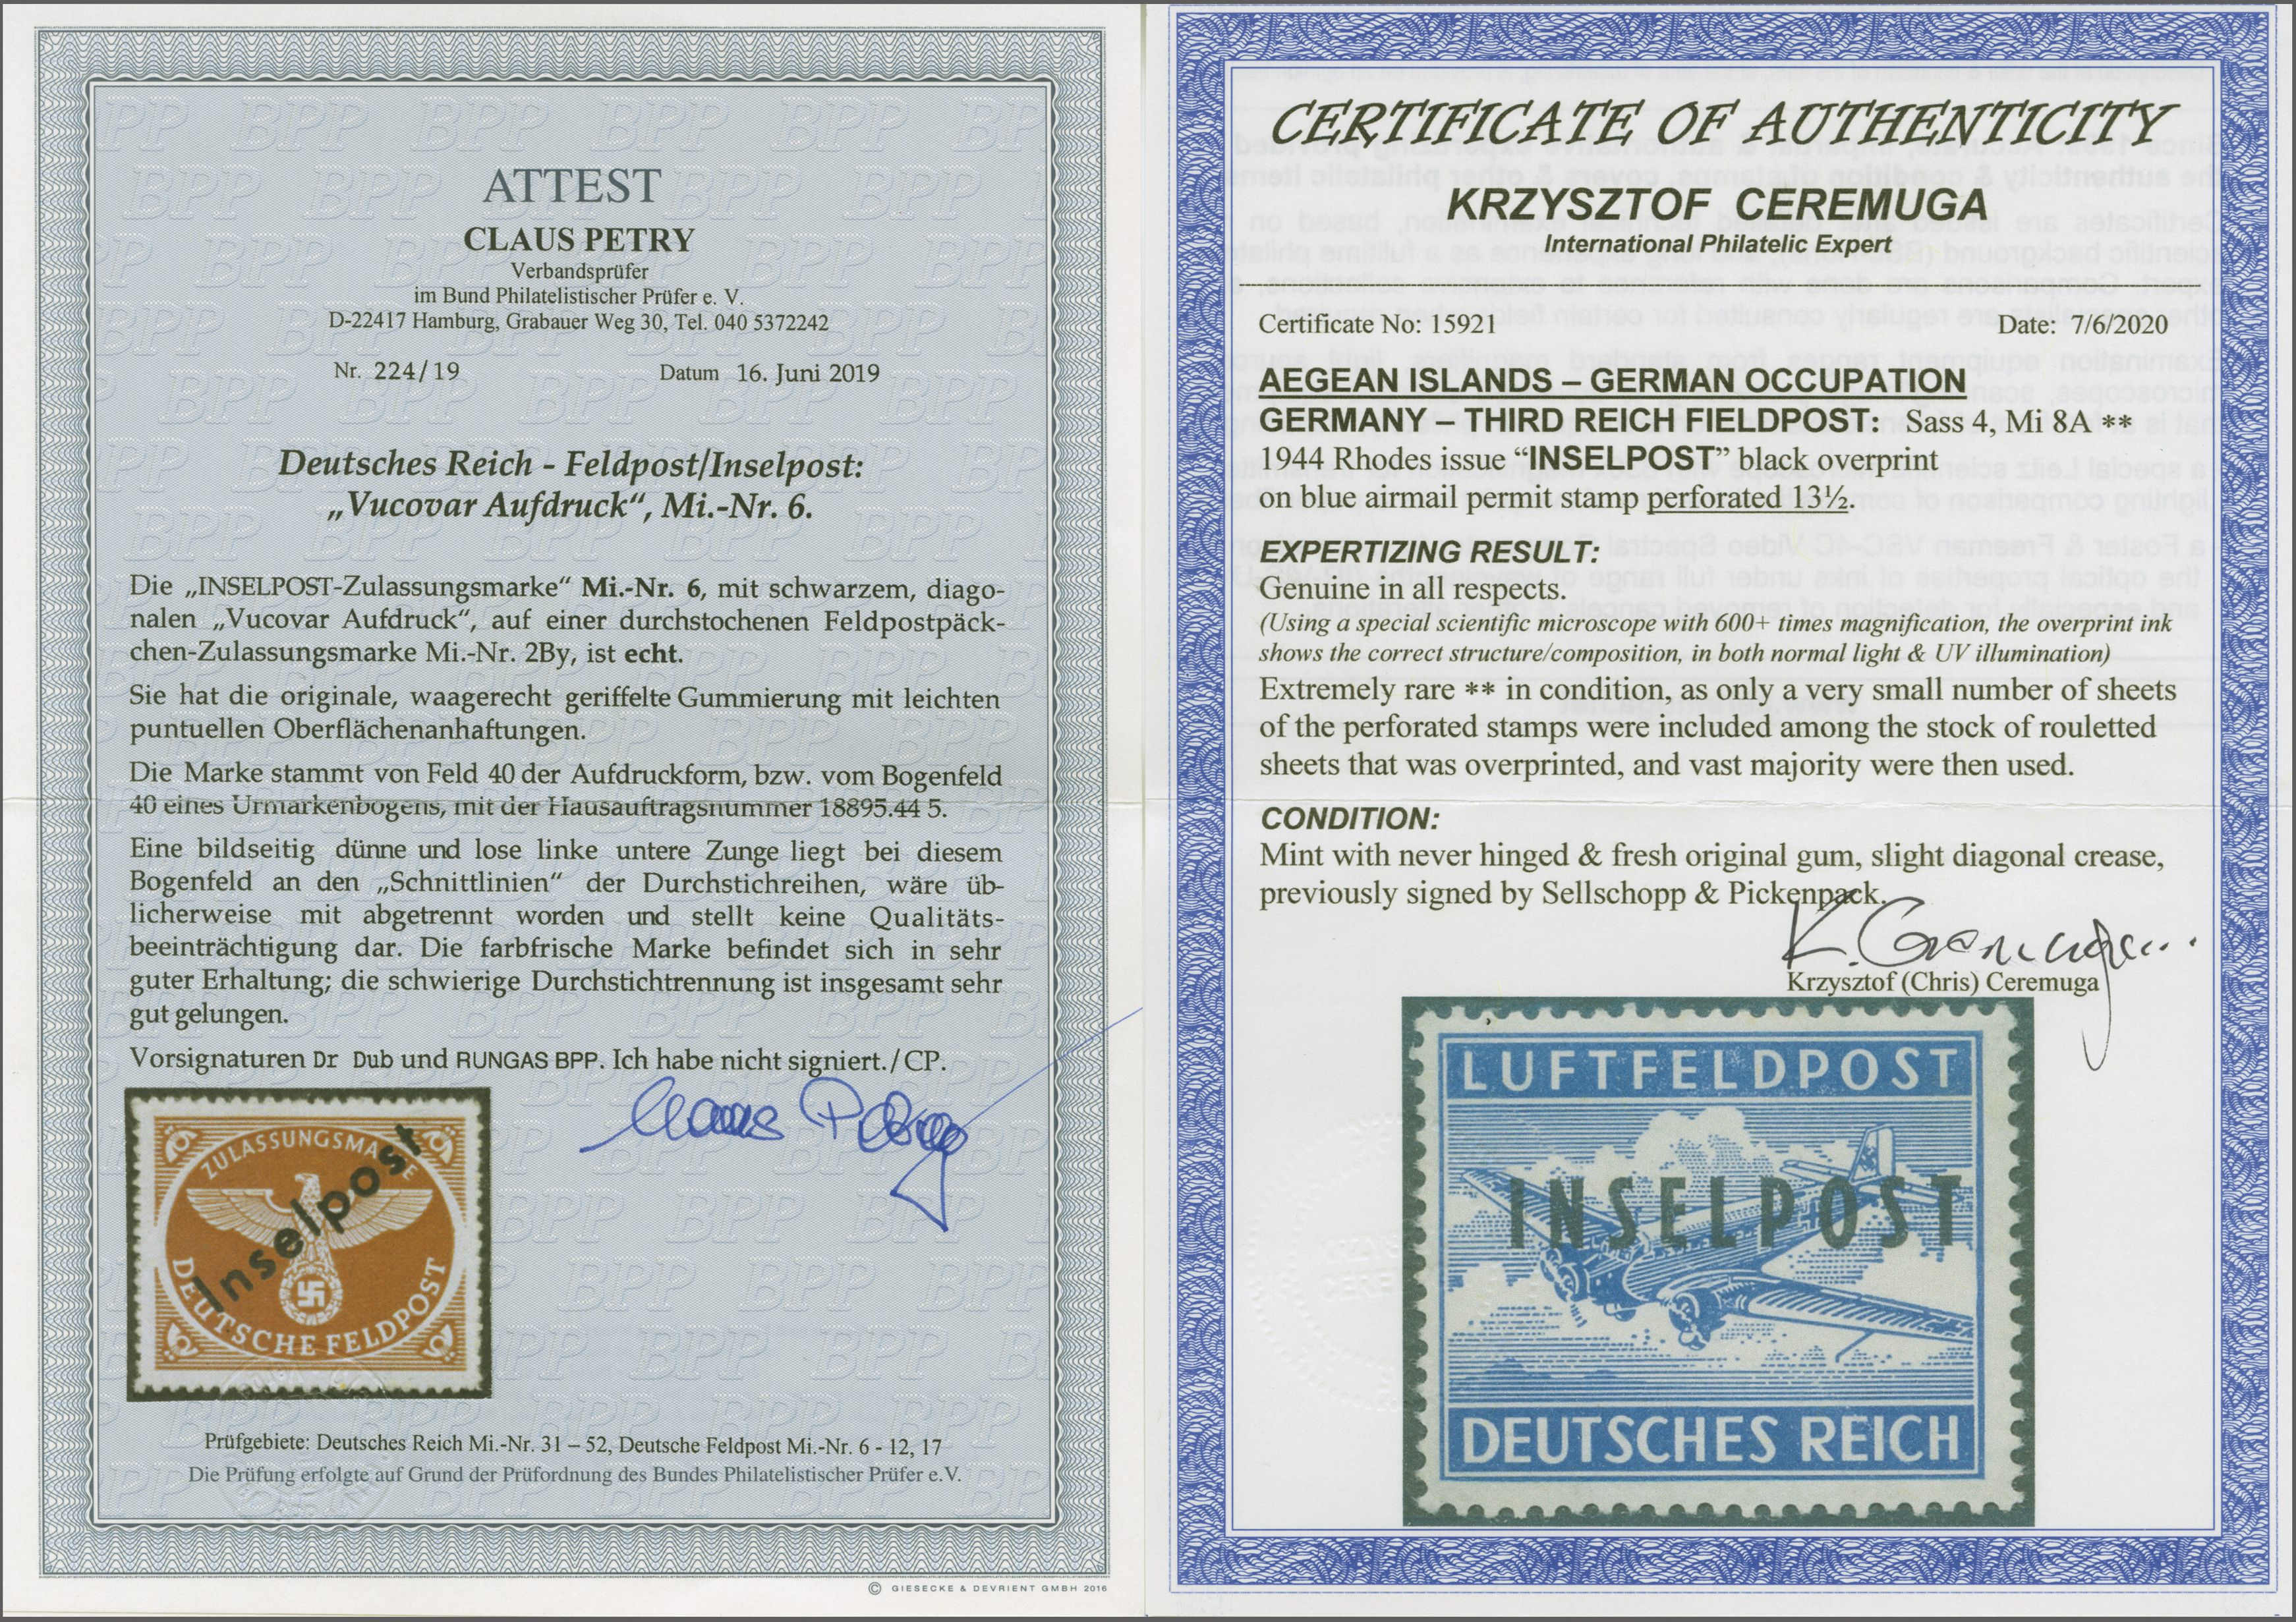 ATTEST
CLAUS PETRY
Verbandsprüfer
im Bund Philatelistischer Prüfer e. V.
D-22417 Hamburg, Grabauer Weg 30, Tel. 040 5372242
Nr. 224/19 Datum 16. Juni 2019
Deutsches Reich - Feldpost/Inselpost:
„Vucovar Aufdruck“, Mi.-Nr. 6.
Die „INSELPOST-Zulassungsmarke“ Mi.-Nr. 6, mit schwarzem, diago-
nalen „Vucovar Aufdruck“, auf einer durchstochenen Feldpostpäck-
chen-Zulassungsmarke Mi.-Nr. 2By, ist echt.
Sie hat die originale, waagerecht geriffelte Gummierung mit leichten
puntuellen Oberflächenanhaftungen.
Die Marke stammt von Feld 40 der Aufdruckform, bzw. vom Bogenfeld
40 eines Urmarkenbogens, mit der Hausauftragsnummer 18895.44 5.
Eine bildseitig dünne und lose linke untere Zunge liegt bei diesem
Bogenfeld an den „Schnittlinien“ der Durchstichreihen, wäre üb-
licherweise mit abgetrennt worden und stellt keine Qualitäts-
beeinträchtigung dar. Die farbfrische Marke befindet sich in sehr
guter Erhaltung; die schwierige Durchstichtrennung ist insgesamt sehr
gut gelungen.
Vorsignaturen Dr Dub und RUNGAS BPP. Ich habe nicht signiert./CP.
Claus Petry
ZULASSUNGSMARKE
Inselpost
DEUTSCHE FELDPOST
Prüfgebiete: Deutsches Reich Mi.-Nr. 31 – 52, Deutsche Feldpost Mi.-Nr. 6 - 12, 17
Die Prüfung erfolgte auf Grund der Prüfordnung des Bundes Philatelistischer Prüfer e.V.
© GIESECKE & DEVRIENT GMBH 2016
CERTIFICATE OF AUTHENTICITY
KRZYSZTOF CEREMUGA
International Philatelic Expert
Certificate No: 15921 Date: 7/6/2020
AEGEAN ISLANDS – GERMAN OCCUPATION
GERMANY – THIRD REICH FIELDPOST: Sass 4, Mi 8A **
1944 Rhodes issue “INSELPOST” black overprint
on blue airmail permit stamp perforated 13½.
EXPERTIZING RESULT:
Genuine in all respects.
(Using a special scientific microscope with 600+ times magnification, the overprint ink
shows the correct structure/composition, in both normal light & UV illumination)
Extremely rare ** in condition, as only a very small number of sheets
of the perforated stamps were included among the stock of rouletted
sheets that was overprinted, and vast majority were then used.
CONDITION:
Mint with never hinged & fresh original gum, slight diagonal crease,
previously signed by Sellschopp & Pickenpack.
K. Ceremuga
Krzysztof (Chris) Ceremuga
LUFTFELDPOST
INSELPOST
DEUTSCHES REICH